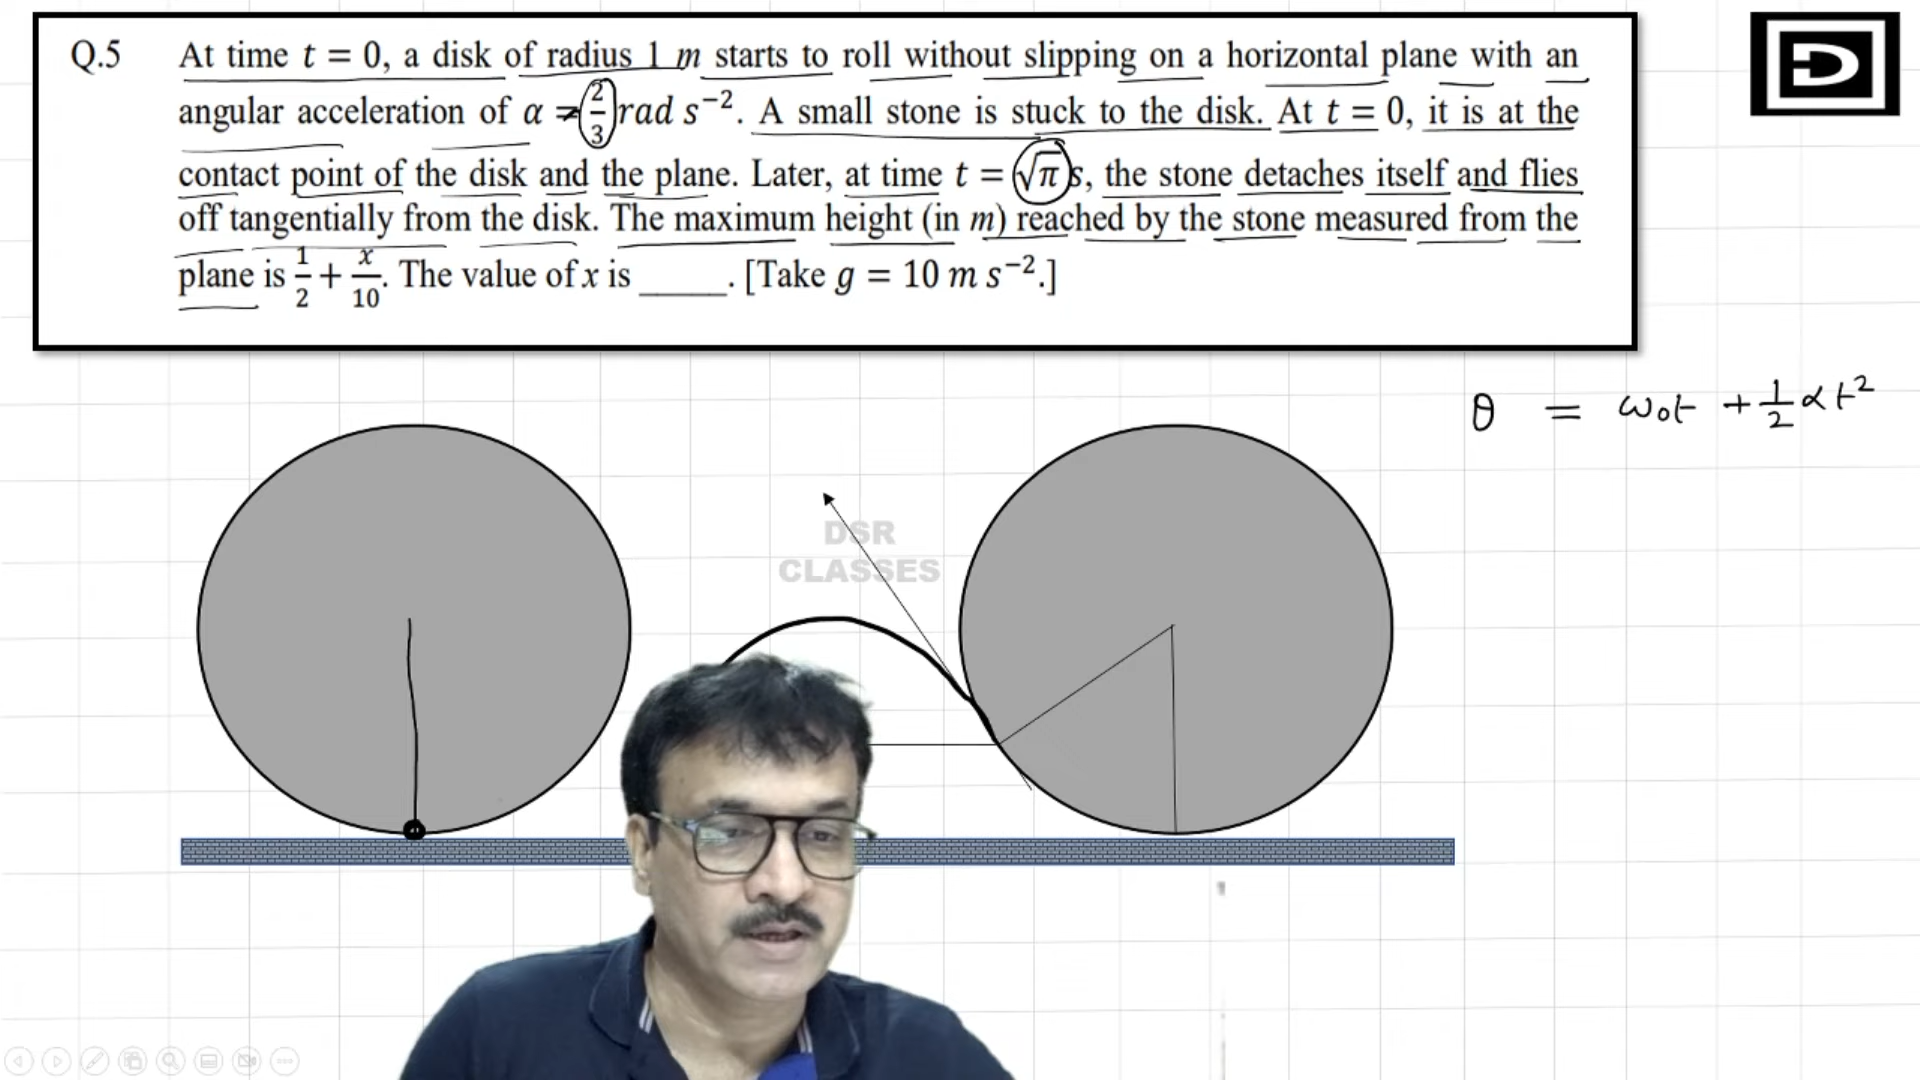 Q.5 At time t = 0, a disk of radius 1 m starts to roll without slipping on a horizontal plane with an
angular acceleration of α = 2/3 rad s⁻². A small stone is stuck to the disk. At t = 0, it is at the
contact point of the disk and the plane. Later, at time t = √π s, the stone detaches itself and flies
off tangentially from the disk. The maximum height (in m) reached by the stone measured from the
plane is 1/2 + x/10. The value of x is _____. [Take g = 10 m s⁻².]
D
θ = ω₀t + 1/2 αt²
DSR
CLASSES